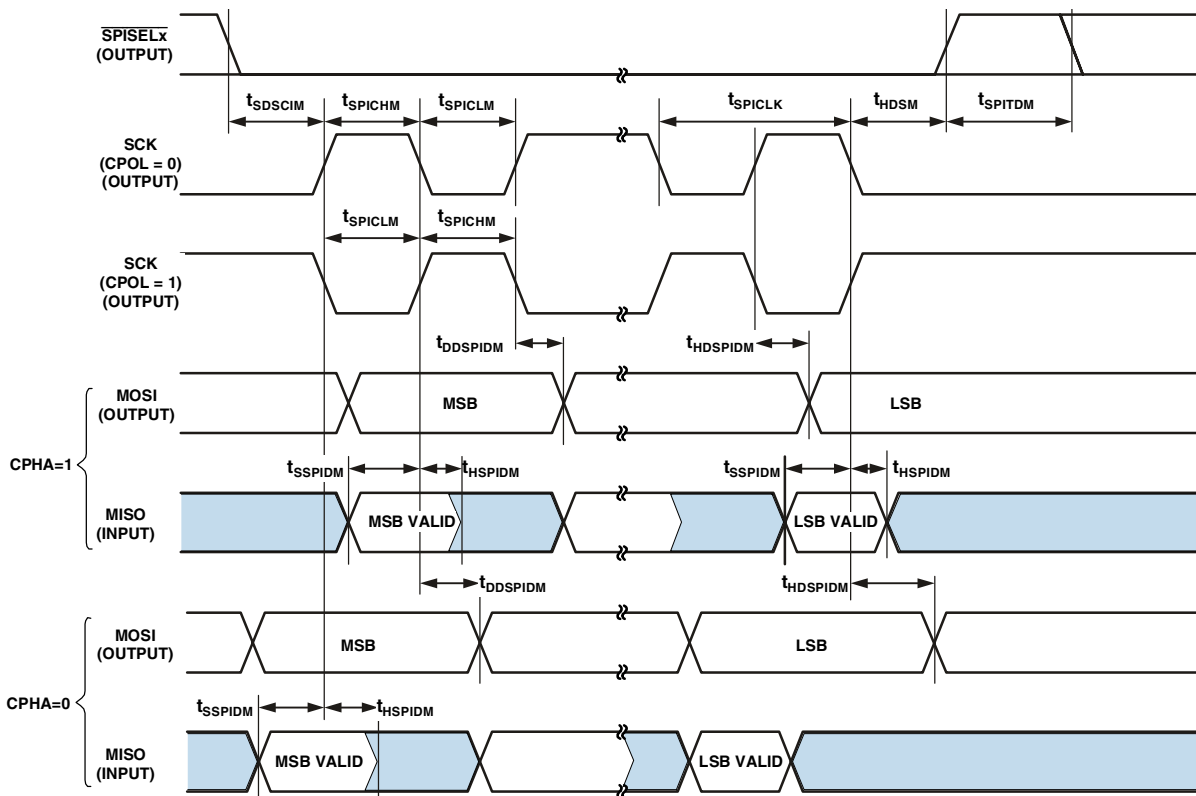 SPISELx
(OUTPUT)
tSDSCIM
tSPICHM
tSPICLM
tSPICLK
tHDSM
tSPITDM
SCK
(CPOL = 0)
(OUTPUT)
tSPICLM
tSPICHM
SCK
(CPOL = 1)
(OUTPUT)
tDDSPIDM
tHDSPIDM
MOSI
(OUTPUT)
MSB
LSB
CPHA=1
tSSPIDM
tHSPIDM
tSSPIDM
tHSPIDM
MISO
(INPUT)
MSB VALID
LSB VALID
tDDSPIDM
tHDSPIDM
MOSI
(OUTPUT)
MSB
LSB
CPHA=0
tSSPIDM
tHSPIDM
MISO
(INPUT)
MSB VALID
LSB VALID